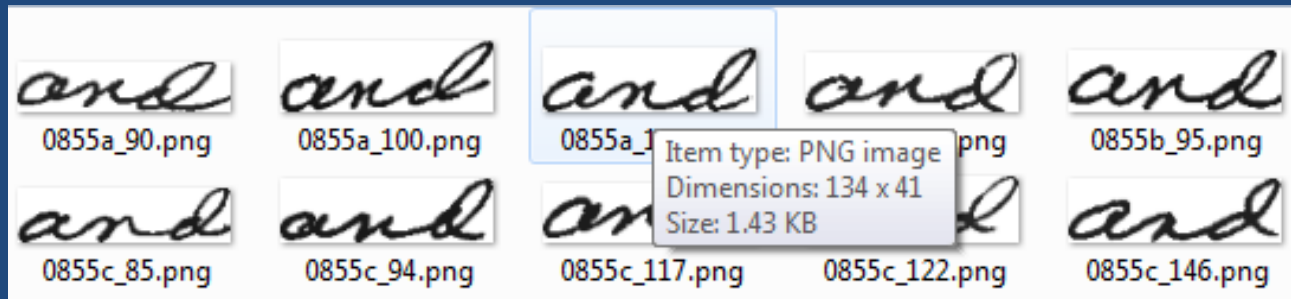 and and and and and
0855a_90.png 0855a_100.png 0855a_1 png 0855b_95.png
Item type: PNG image
Dimensions: 134 x 41
Size: 1.43 KB
and and
and
0855c_85.png 0855c_94.png 0855c_117.png 0855c_122.png 0855c_146.png